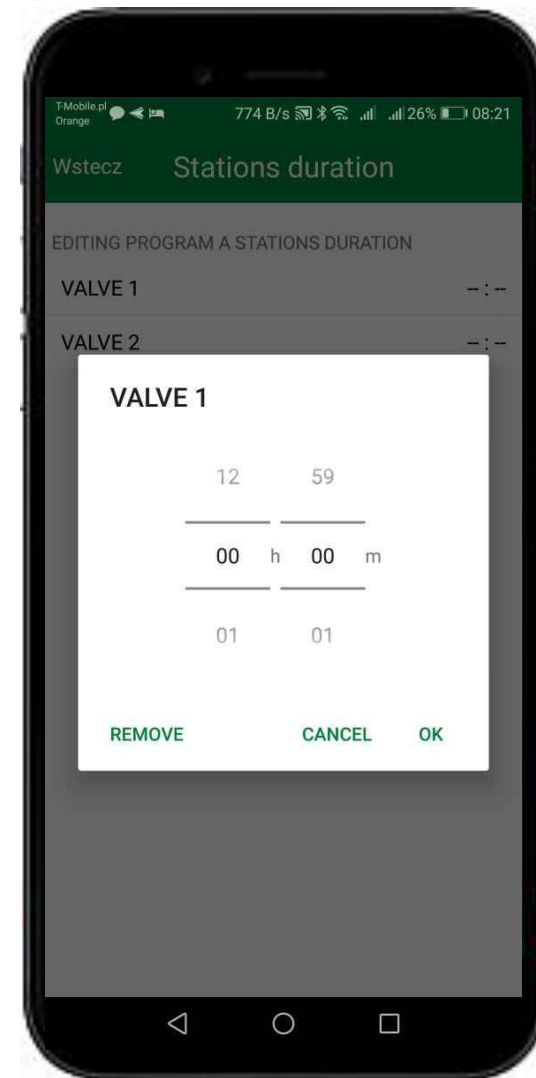 T-Mobile.pl
Orange
774 B/s 26% 08:21
Wstecz Stations duration
EDITING PROGRAM A STATIONS DURATION
VALVE 1 -- : --
VALVE 2 -- : --
VALVE 1
12 59
00 h 00 m
01 01
REMOVE CANCEL OK